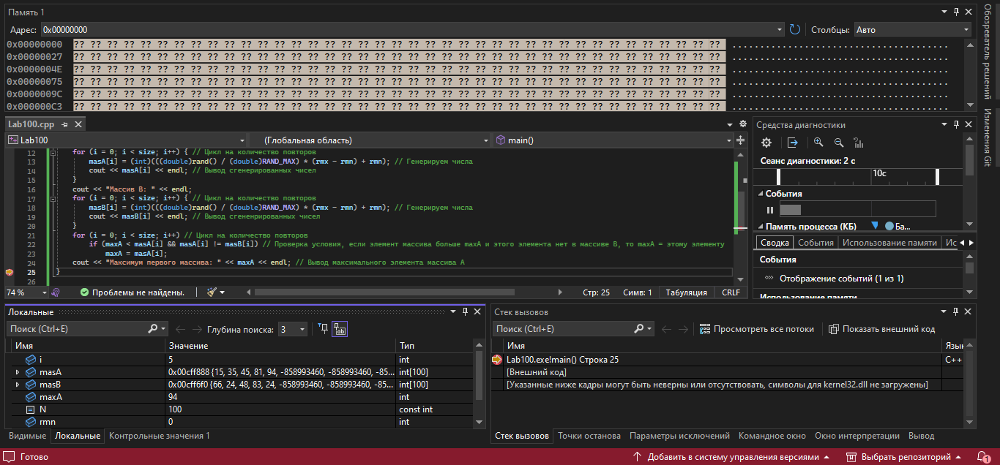 Память 1
Адрес: 0x00000000 Столбцы: Авто
0x00000000 ?? ?? ?? ?? ?? ?? ?? ?? ?? ?? ?? ?? ?? ?? ?? ?? ?? ?? ?? ?? ?? ?? ?? ?? ?? ?? ?? ?? ?? ?? ?? ?? ?? ?? ?? ?? ?? ?? ?? .......................................
0x00000027 ?? ?? ?? ?? ?? ?? ?? ?? ?? ?? ?? ?? ?? ?? ?? ?? ?? ?? ?? ?? ?? ?? ?? ?? ?? ?? ?? ?? ?? ?? ?? ?? ?? ?? ?? ?? ?? ?? ?? .......................................
0x0000004E ?? ?? ?? ?? ?? ?? ?? ?? ?? ?? ?? ?? ?? ?? ?? ?? ?? ?? ?? ?? ?? ?? ?? ?? ?? ?? ?? ?? ?? ?? ?? ?? ?? ?? ?? ?? ?? ?? ?? .......................................
0x00000075 ?? ?? ?? ?? ?? ?? ?? ?? ?? ?? ?? ?? ?? ?? ?? ?? ?? ?? ?? ?? ?? ?? ?? ?? ?? ?? ?? ?? ?? ?? ?? ?? ?? ?? ?? ?? ?? ?? ?? .......................................
0x0000009C ?? ?? ?? ?? ?? ?? ?? ?? ?? ?? ?? ?? ?? ?? ?? ?? ?? ?? ?? ?? ?? ?? ?? ?? ?? ?? ?? ?? ?? ?? ?? ?? ?? ?? ?? ?? ?? ?? ?? .......................................
0x000000C3 ?? ?? ?? ?? ?? ?? ?? ?? ?? ?? ?? ?? ?? ?? ?? ?? ?? ?? ?? ?? ?? ?? ?? ?? ?? ?? ?? ?? ?? ?? ?? ?? ?? ?? ?? ?? ?? ?? ?? .......................................
Обозреватель решений
Изменения Git
Lab100.cpp
Lab100 (Глобальная область) main()
12 for (i = 0; i < size; i++) { // Цикл на количество повторов
13 masA[i] = (int)(((double)rand() / (double)RAND_MAX) * (rmx - rmn) + rmn); // Генерируем числа
14 cout << masA[i] << endl; // Вывод сгенерированных чисел
15 }
16 cout << "Массив B: " << endl;
17 for (i = 0; i < size; i++) { // Цикл на количество повторов
18 masB[i] = (int)(((double)rand() / (double)RAND_MAX) * (rmx - rmn) + rmn); // Генерируем числа
19 cout << masB[i] << endl; // Вывод сгененрированных чисел
20 }
21 for (i = 0; i < size; i++) // Цикл на количество повторов
22 if (maxA < masA[i] && masA[i] != masB[i]) // Проверка условия, если элемент массива больше maxA и этого элемента нет в массиве B, то maxA = этому элементу
23 maxA = masA[i];
24 cout << "Максимум первого массива: " << maxA << endl; // Вывод максимального элемента массива A
25 }
26
74 % Проблемы не найдены. Стр: 25 Симв: 1 Табуляция CRLF
Средства диагностики
Сеанс диагностики: 2 с
10с
События
Память процесса (КБ) Ба...
Сводка События Использование памяти Ис
События
Отображение событий (1 из 1)
Использование памяти
Локальные
Поиск (Ctrl+E) Глубина поиска: 3
Имя Значение Тип
i 5 int
masA 0x00cff888 {15, 35, 45, 81, 94, -858993460, -858993460, -85... int[100]
masB 0x00cff6f0 {66, 24, 48, 83, 24, -858993460, -858993460, -85... int[100]
maxA 94 int
N 100 const int
rmn 0 int
Видимые Локальные Контрольные значения 1
Стек вызовов
Поиск (Ctrl+E) Просмотреть все потоки Показать внешний код
Имя Язык
Lab100.exe!main() Строка 25 C++
[Внешний код]
[Указанные ниже кадры могут быть неверны или отсутствовать, символы для kernel32.dll не загружены]
Стек вызовов Точки останова Параметры исключений Командное окно Окно интерпретации Вывод
Готово Добавить в систему управления версиями Выбрать репозиторий 1